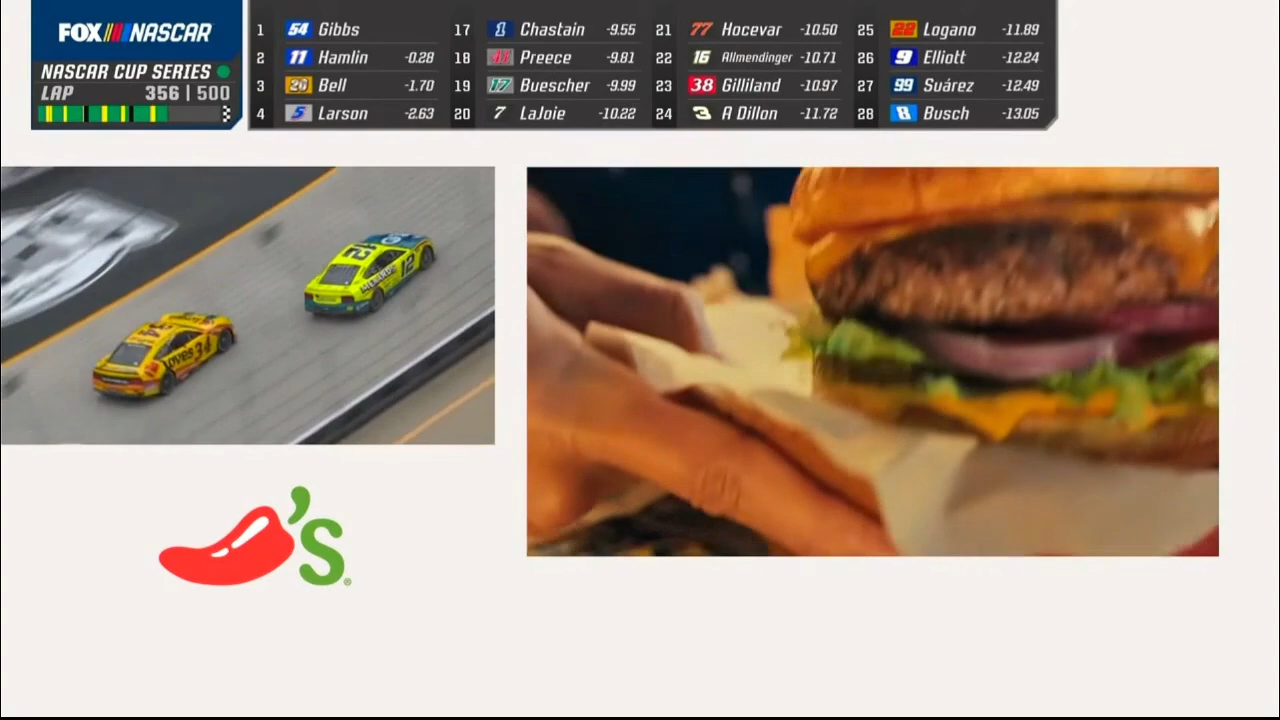 FOX NASCAR
NASCAR CUP SERIES
LAP 356 | 500
1 54 Gibbs
2 11 Hamlin -0.28
3 20 Bell -1.70
4 5 Larson -2.63
17 1 Chastain -9.55
18 Preece -9.81
19 17 Buescher -9.99
20 7 LaJoie -10.22
21 77 Hocevar -10.50
22 16 Allmendinger -10.71
23 38 Gilliland -10.97
24 3 A Dillon -11.72
25 22 Logano -11.89
26 9 Elliott -12.24
27 99 Suárez -12.49
28 8 Busch -13.05
12
MENARDS 12
Loves 34
's®